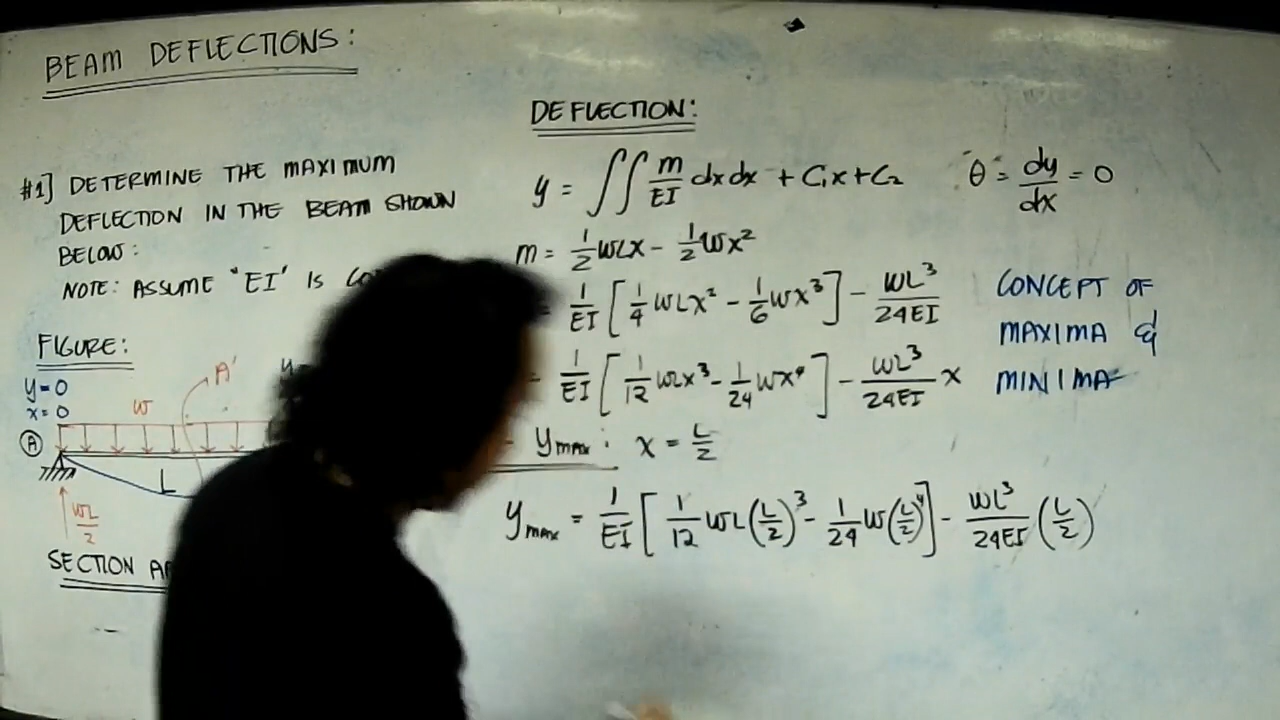 BEAM DEFLECTIONS:
#1] DETERMINE THE MAXIMUM
DEFLECTION IN THE BEAM SHOWN
BELOW:
NOTE: ASSUME "EI" IS
FIGURE:
y=0
x=0
A
w
A'
L
WL/2
SECTION
DEFLECTION:
y = ∫∫ m/EI dxdx + C₁x+C₂
θ = dy/dx = 0
m = 1/2 WLx - 1/2 Wx²
= 1/EI [1/4 WLx² - 1/6 Wx³] - WL³/24EI
= 1/EI [1/12 WLx³ - 1/24 Wx⁴] - WL³/24EI x
CONCEPT OF
MAXIMA &
MINIMA
- ymax: x = L/2
ymax = 1/EI [1/12 WL(L/2)³ - 1/24 W(L/2)⁴] - WL³/24EI (L/2)